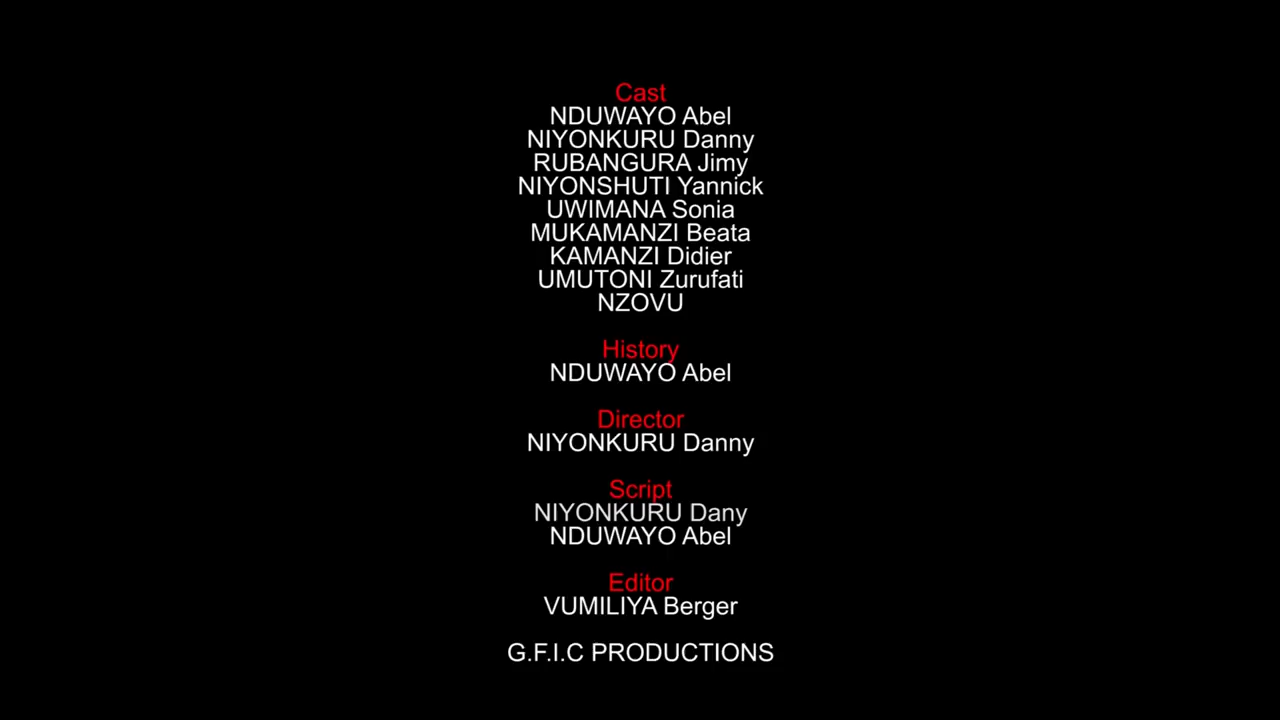 Cast
NDUWAYO Abel
NIYONKURU Danny
RUBANGURA Jimy
NIYONSHUTI Yannick
UWIMANA Sonia
MUKAMANZI Beata
KAMANZI Didier
UMUTONI Zurufati
NZOVU
History
NDUWAYO Abel
Director
NIYONKURU Danny
Script
NIYONKURU Dany
NDUWAYO Abel
Editor
VUMILIYA Berger
G.F.I.C PRODUCTIONS